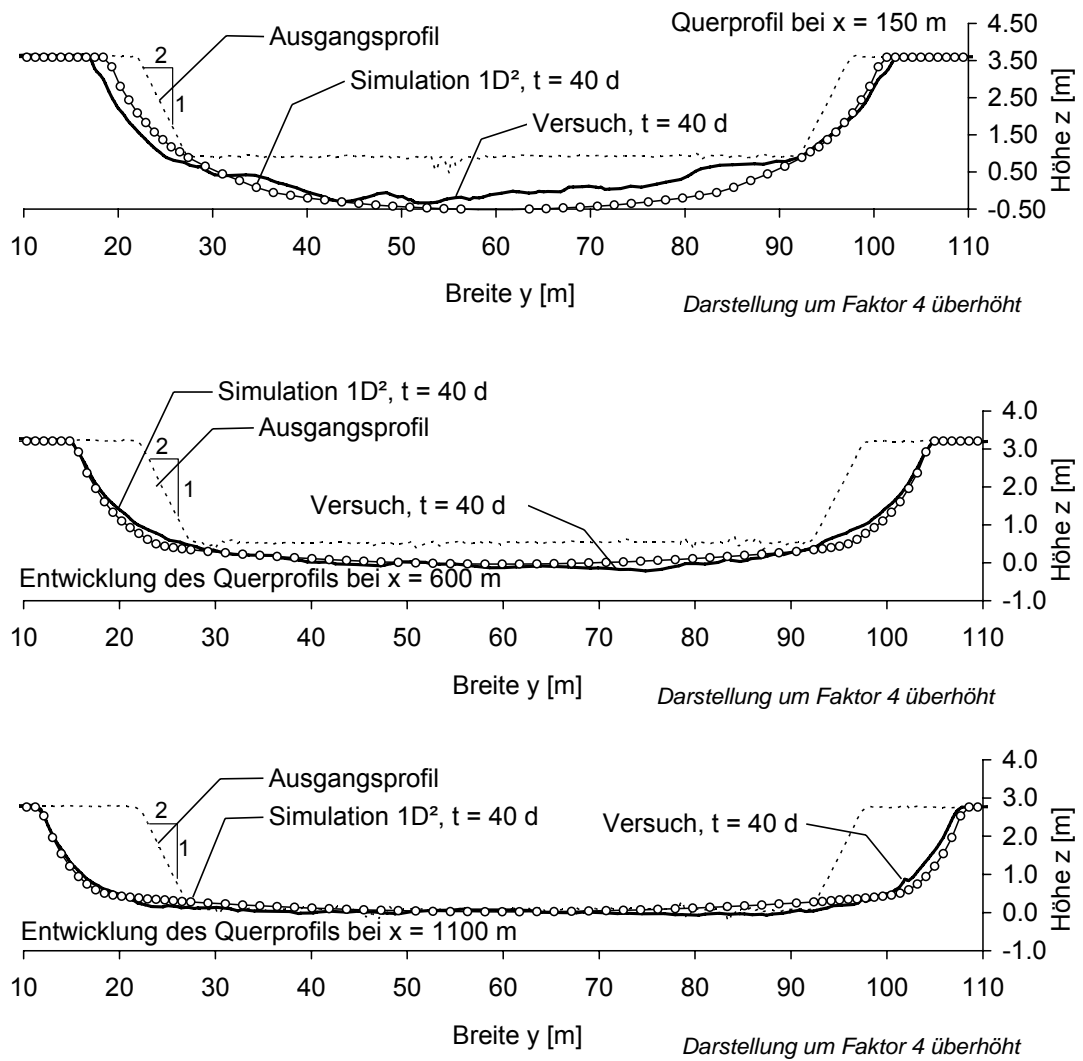 Querprofil bei x = 150 m
4.50
2
Ausgangsprofil
3.50
Simulation 1D², t = 40 d
1
Versuch, t = 40 d
2.50
1.50
0.50
-0.50
Höhe z [m]
10 20 30 40 50 60 70 80 90 100 110
Breite y [m]
Darstellung um Faktor 4 überhöht
Simulation 1D², t = 40 d
4.0
2
Ausgangsprofil
3.0
1
Versuch, t = 40 d
2.0
1.0
0.0
Entwicklung des Querprofils bei x = 600 m
-1.0
Höhe z [m]
10 20 30 40 50 60 70 80 90 100 110
Breite y [m]
Darstellung um Faktor 4 überhöht
4.0
Ausgangsprofil
2
3.0
Simulation 1D², t = 40 d
Versuch, t = 40 d
1
2.0
1.0
0.0
Entwicklung des Querprofils bei x = 1100 m
-1.0
Höhe z [m]
10 20 30 40 50 60 70 80 90 100 110
Breite y [m]
Darstellung um Faktor 4 überhöht